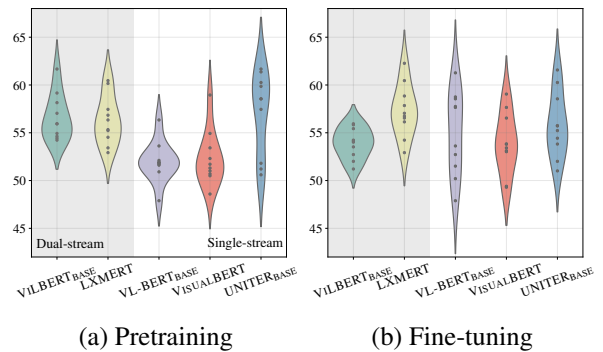 65
60
55
50
45
Dual-stream
Single-stream
VILBERTBASE
LXMERT
VL-BERTBASE
VISUALBERT
UNITERBASE
(a) Pretraining
65
60
55
50
45
VILBERTBASE
LXMERT
VL-BERTBASE
VISUALBERT
UNITERBASE
(b) Fine-tuning